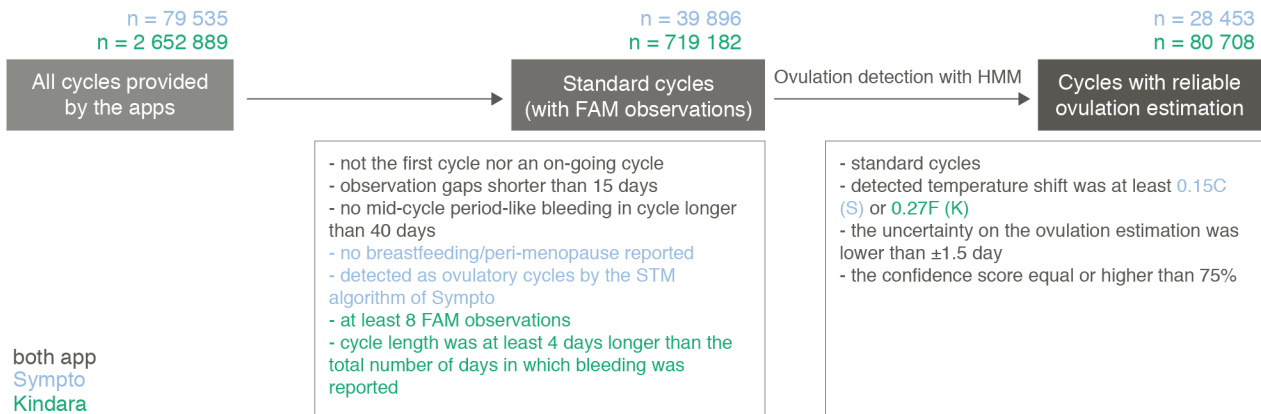 n = 79 535
n = 2 652 889
All cycles provided
by the apps
n = 39 896
n = 719 182
Standard cycles
(with FAM observations)
Ovulation detection with HMM
n = 28 453
n = 80 708
Cycles with reliable
ovulation estimation
- not the first cycle nor an on-going cycle
- observation gaps shorter than 15 days
- no mid-cycle period-like bleeding in cycle longer
than 40 days
- no breastfeeding/peri-menopause reported
- detected as ovulatory cycles by the STM
algorithm of Sympto
- at least 8 FAM observations
- cycle length was at least 4 days longer than the
total number of days in which bleeding was
reported
- standard cycles
- detected temperature shift was at least 0.15C
(S) or 0.27F (K)
- the uncertainty on the ovulation estimation was
lower than ±1.5 day
- the confidence score equal or higher than 75%
both app
Sympto
Kindara